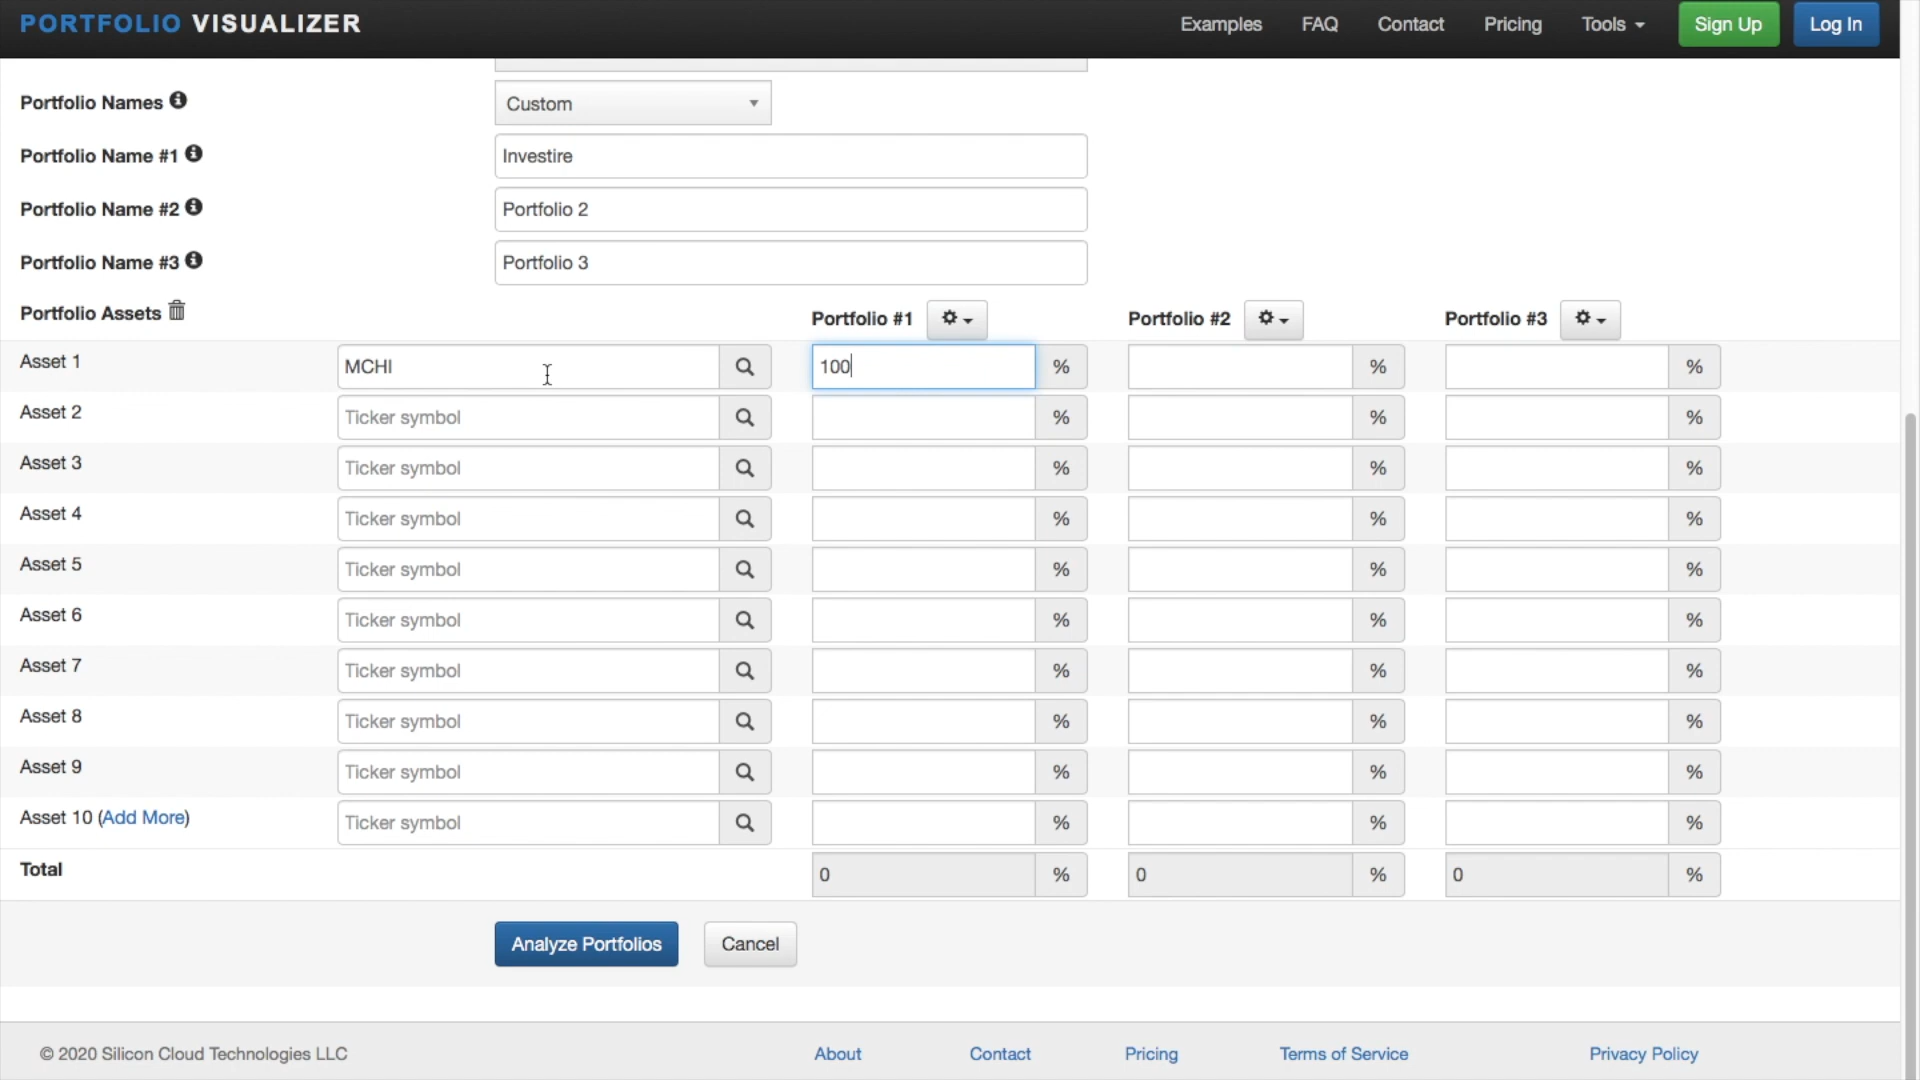 PORTFOLIO VISUALIZER Examples FAQ Contact Pricing Tools Sign Up Log In
Portfolio Names Custom
Portfolio Name #1 Investire
Portfolio Name #2 Portfolio 2
Portfolio Name #3 Portfolio 3
Portfolio Assets Portfolio #1 Portfolio #2 Portfolio #3
Asset 1 MCHI 100 % % %
Asset 2 Ticker symbol % % %
Asset 3 Ticker symbol % % %
Asset 4 Ticker symbol % % %
Asset 5 Ticker symbol % % %
Asset 6 Ticker symbol % % %
Asset 7 Ticker symbol % % %
Asset 8 Ticker symbol % % %
Asset 9 Ticker symbol % % %
Asset 10 (Add More) Ticker symbol % % %
Total 0 % 0 % 0 %
Analyze Portfolios Cancel
© 2020 Silicon Cloud Technologies LLC About Contact Pricing Terms of Service Privacy Policy